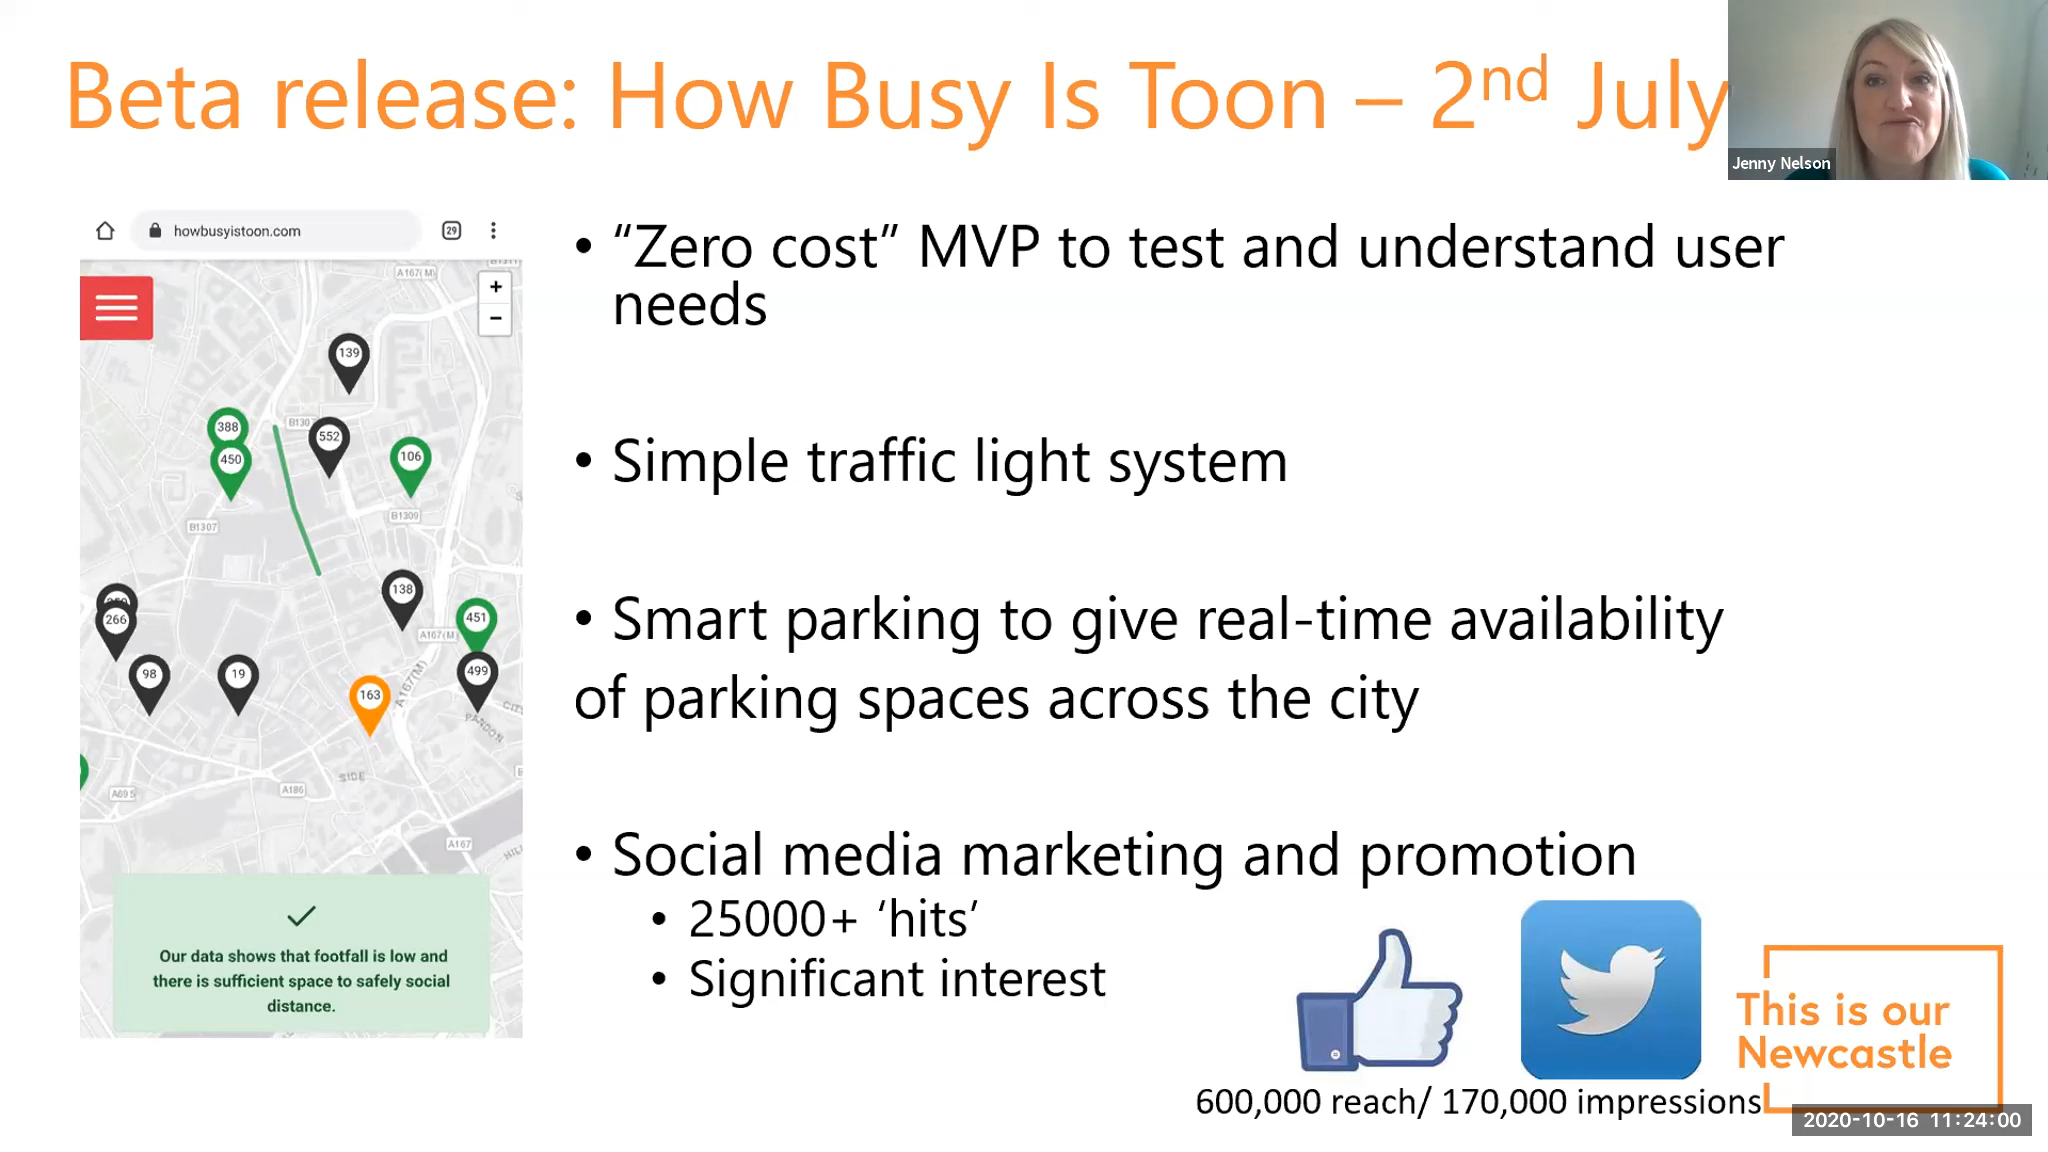 Beta release: How Busy Is Toon – 2nd July
Jenny Nelson
howbusyistoon.com
29
A167(M)
+
−
139
388
B130
552
450
106
B1307
B1309
138
266
451
A167(M)
98
19
163
499
A167(M)
PANDON
SIDE
A186
A695
A167
✓
Our data shows that footfall is low and
there is sufficient space to safely social
distance.
• “Zero cost” MVP to test and understand user
needs
• Simple traffic light system
• Smart parking to give real-time availability
of parking spaces across the city
• Social media marketing and promotion
• 25000+ ‘hits’
• Significant interest
600,000 reach/ 170,000 impressions
This is our
Newcastle
2020-10-16 11:24:00